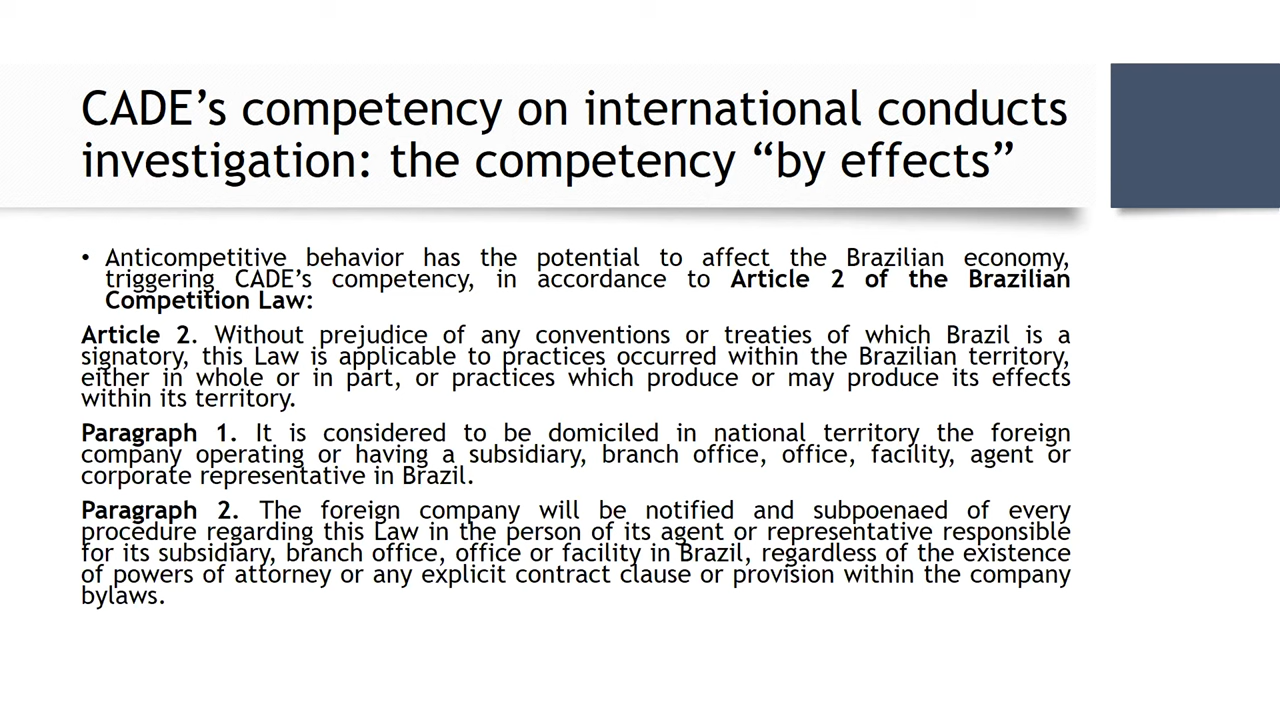 CADE’s competency on international conducts
investigation: the competency “by effects”
• Anticompetitive behavior has the potential to affect the Brazilian economy,
triggering CADE’s competency, in accordance to Article 2 of the Brazilian
Competition Law:
Article 2. Without prejudice of any conventions or treaties of which Brazil is a
signatory, this Law is applicable to practices occurred within the Brazilian territory,
either in whole or in part, or practices which produce or may produce its effects
within its territory.
Paragraph 1. It is considered to be domiciled in national territory the foreign
company operating or having a subsidiary, branch office, office, facility, agent or
corporate representative in Brazil.
Paragraph 2. The foreign company will be notified and subpoenaed of every
procedure regarding this Law in the person of its agent or representative responsible
for its subsidiary, branch office, office or facility in Brazil, regardless of the existence
of powers of attorney or any explicit contract clause or provision within the company
bylaws.